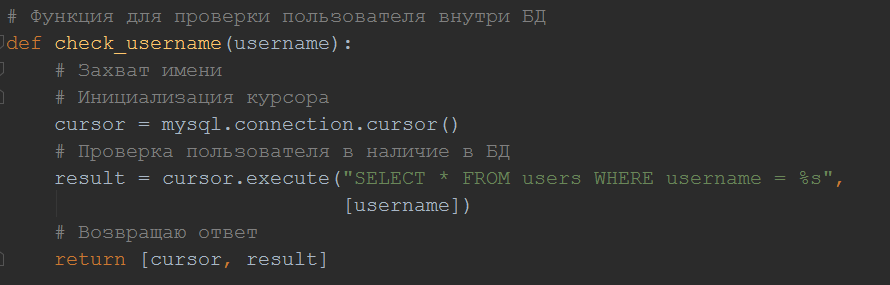 # Функция для проверки пользователя внутри БД
def check_username(username):
# Захват имени
# Инициализация курсора
cursor = mysql.connection.cursor()
# Проверка пользователя в наличие в БД
result = cursor.execute("SELECT * FROM users WHERE username = %s",
[username])
# Возвращаю ответ
return [cursor, result]